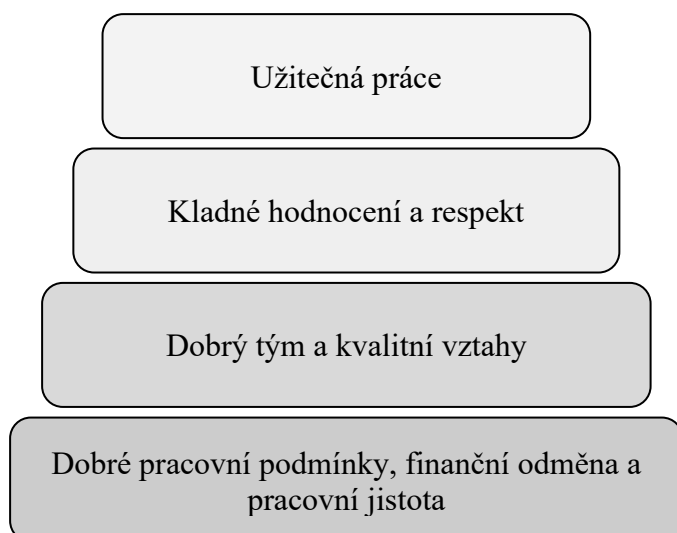 Užitečná práce
Kladné hodnocení a respekt
Dobrý tým a kvalitní vztahy
Dobré pracovní podmínky, finanční odměna a
pracovní jistota